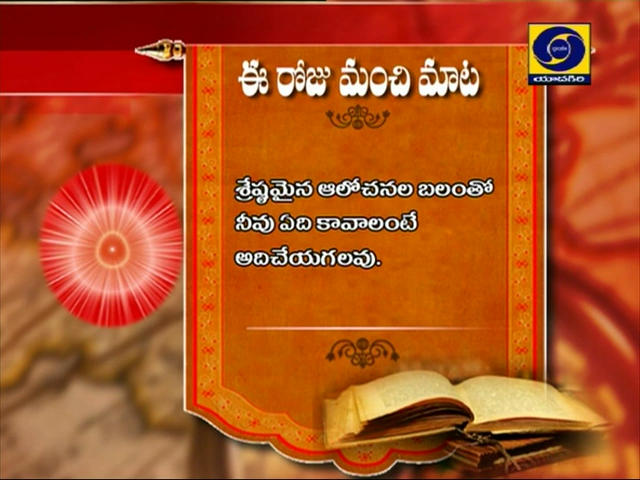 ఈ రోజు మంచి మాట
యాదగిరి
శ్రేష్ఠమైన ఆలోచనల బలంతో
నీవు ఏది కావాలంటే
అదిచేయగలవు.